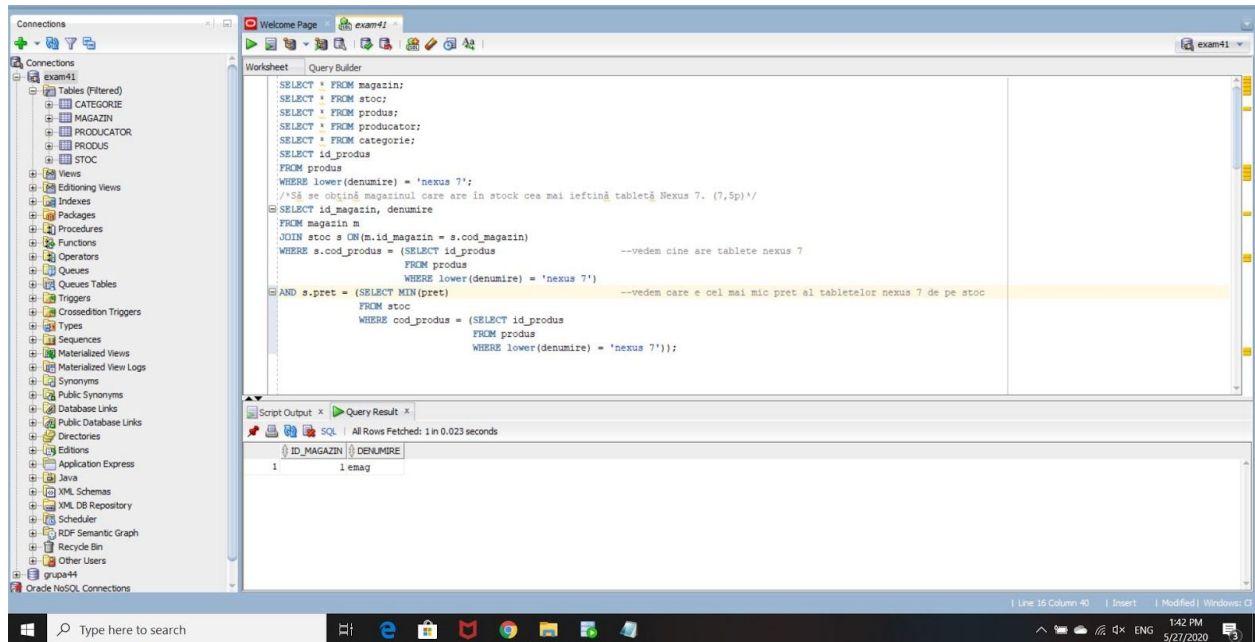 Connections
Welcome Page
exam41
exam41
Connections
exam41
Tables (Filtered)
CATEGORIE
MAGAZIN
PRODUCATOR
PRODUS
STOC
Views
Editioning Views
Indexes
Packages
Procedures
Functions
Operators
Queues
Queues Tables
Triggers
Crossedition Triggers
Types
Sequences
Materialized Views
Materialized View Logs
Synonyms
Public Synonyms
Database Links
Public Database Links
Directories
Editions
Application Express
Java
XML Schemas
XML DB Repository
Scheduler
RDF Semantic Graph
Recycle Bin
Other Users
grupa44
Oracle NoSQL Connections
Worksheet Query Builder
SELECT * FROM magazin;
SELECT * FROM stoc;
SELECT * FROM produs;
SELECT * FROM producator;
SELECT * FROM categorie;
SELECT id_produs
FROM produs
WHERE lower(denumire) = 'nexus 7';
/*Să se obțină magazinul care are în stock cea mai ieftină tabletă Nexus 7. (7,5p)*/
SELECT id_magazin, denumire
FROM magazin m
JOIN stoc s ON(m.id_magazin = s.cod_magazin)
WHERE s.cod_produs = (SELECT id_produs --vedem cine are tablete nexus 7
FROM produs
WHERE lower(denumire) = 'nexus 7')
AND s.pret = (SELECT MIN(pret) --vedem care e cel mai mic pret al tabletelor nexus 7 de pe stoc
FROM stoc
WHERE cod_produs = (SELECT id_produs
FROM produs
WHERE lower(denumire) = 'nexus 7'));
Script Output Query Result
SQL | All Rows Fetched: 1 in 0.023 seconds
ID_MAGAZIN DENUMIRE
1 1 emag
| Line 16 Column 40 | Insert | Modified | Windows: Cl
Type here to search
ENG
1:42 PM
5/27/2020
3